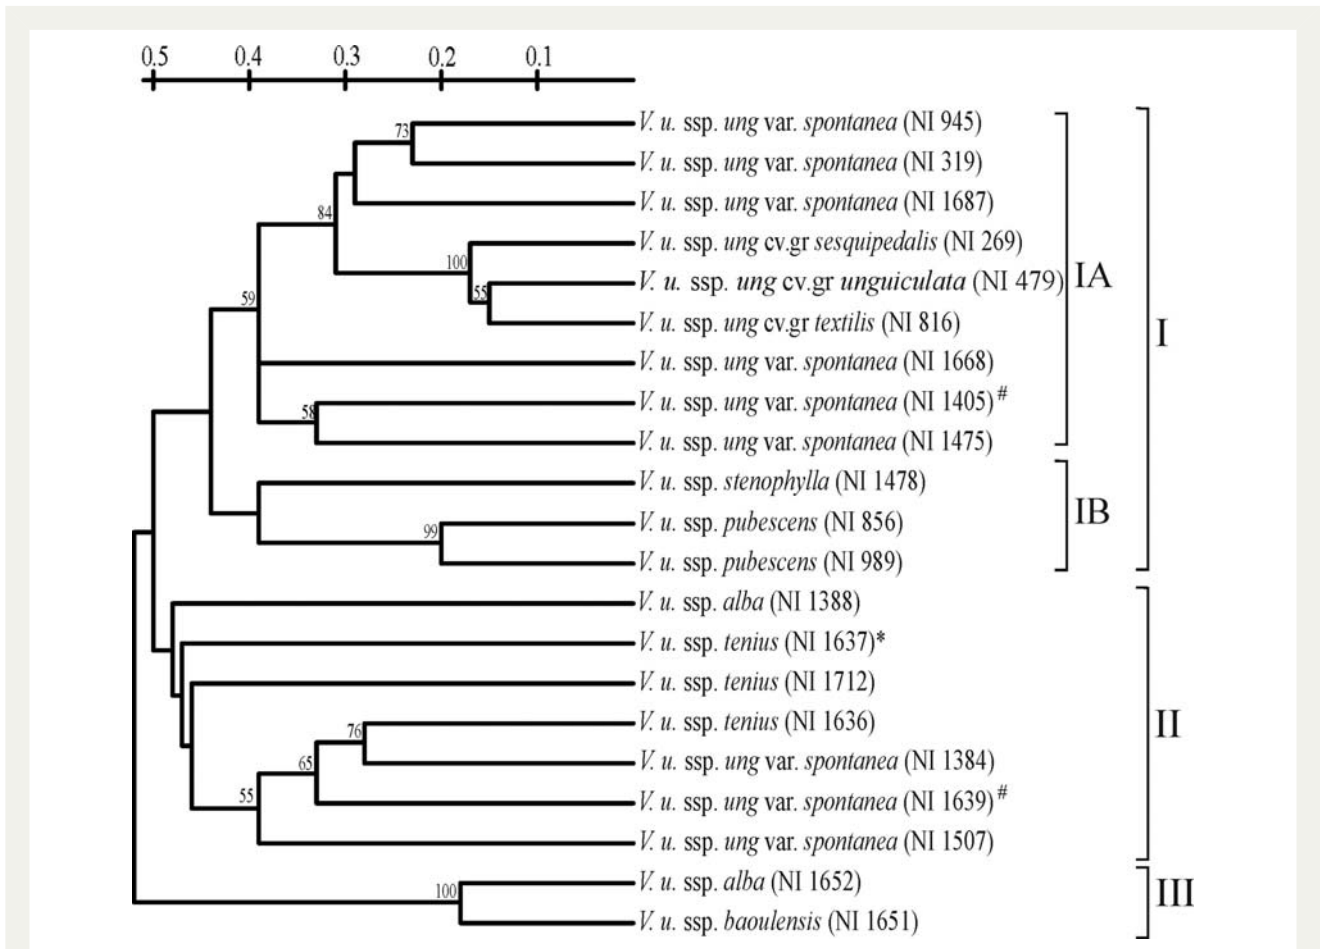 0.5 0.4 0.3 0.2 0.1
V. u. ssp. ung var. spontanea (NI 945)
73
V. u. ssp. ung var. spontanea (NI 319)
V. u. ssp. ung var. spontanea (NI 1687)
84
V. u. ssp. ung cv.gr sesquipedalis (NI 269)
100
V. u. ssp. ung cv.gr unguiculata (NI 479)
IA
55
59
V. u. ssp. ung cv.gr textilis (NI 816)
I
V. u. ssp. ung var. spontanea (NI 1668)
V. u. ssp. ung var. spontanea (NI 1405)#
58
V. u. ssp. ung var. spontanea (NI 1475)
V. u. ssp. stenophylla (NI 1478)
IB
V. u. ssp. pubescens (NI 856)
99
V. u. ssp. pubescens (NI 989)
V. u. ssp. alba (NI 1388)
V. u. ssp. tenius (NI 1637)*
V. u. ssp. tenius (NI 1712)
V. u. ssp. tenius (NI 1636)
II
76
V. u. ssp. ung var. spontanea (NI 1384)
65
V. u. ssp. ung var. spontanea (NI 1639)#
55
V. u. ssp. ung var. spontanea (NI 1507)
V. u. ssp. alba (NI 1652)
100
III
V. u. ssp. baoulensis (NI 1651)